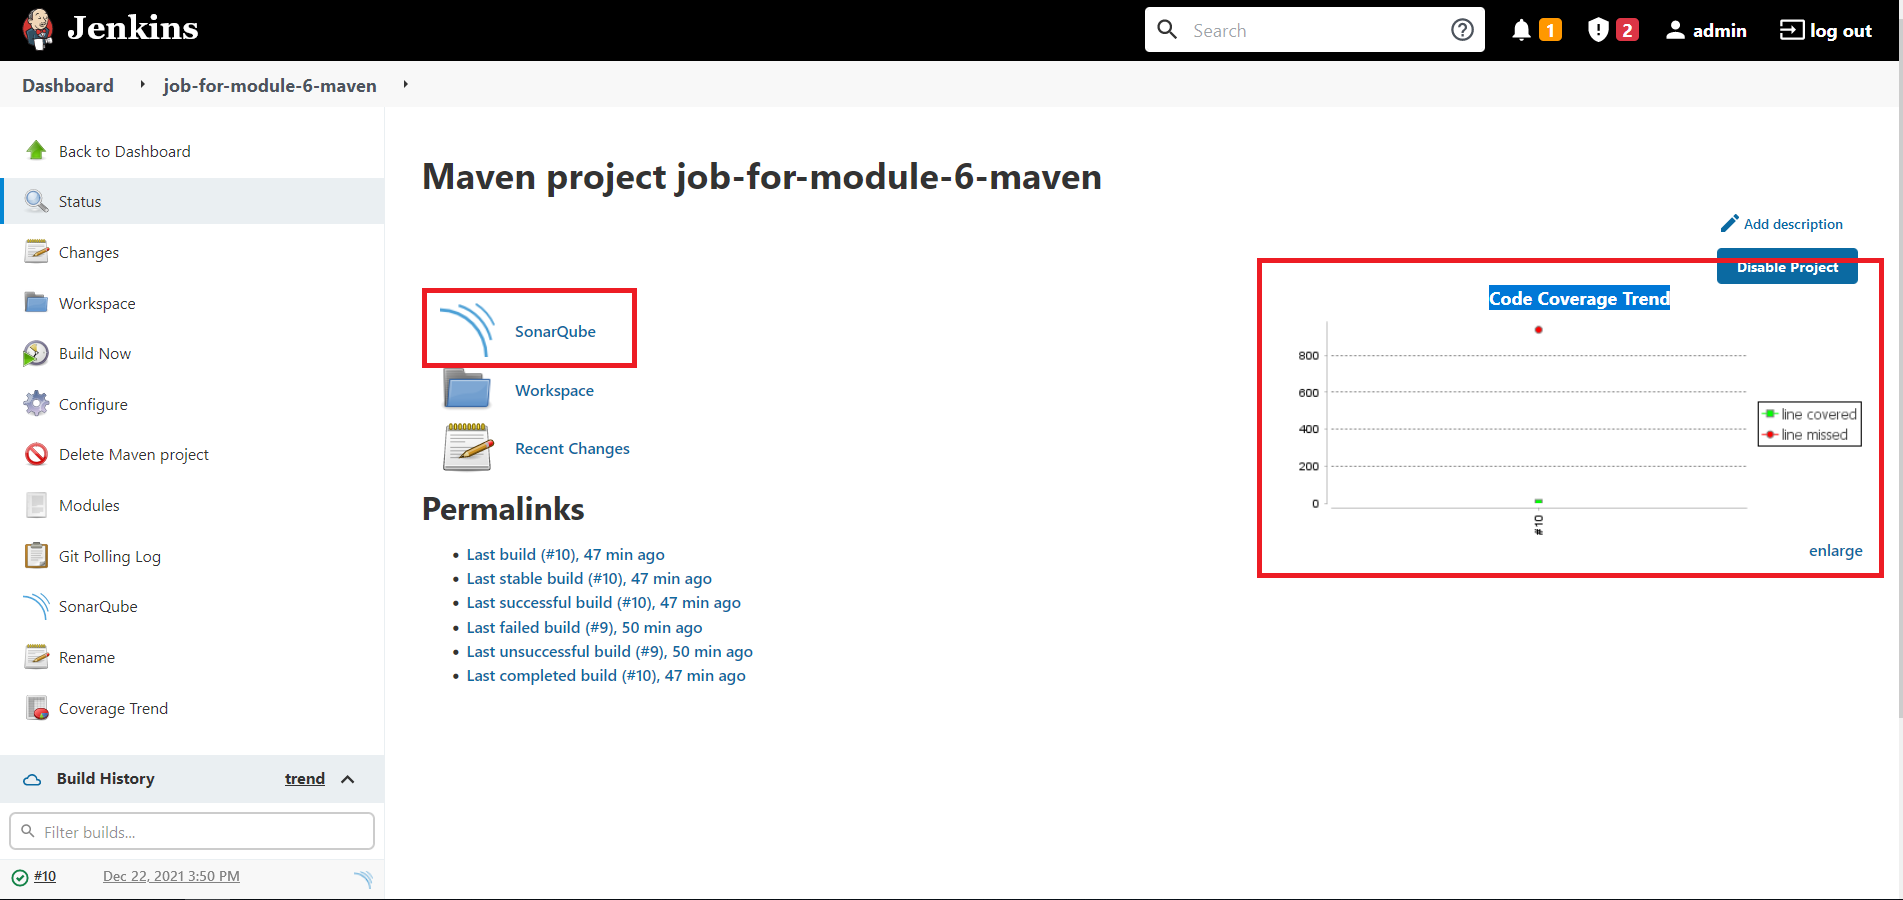 Jenkins
Search
1
2
admin
log out
Dashboard
job-for-module-6-maven
Back to Dashboard
Status
Changes
Workspace
Build Now
Configure
Delete Maven project
Modules
Git Polling Log
SonarQube
Rename
Coverage Trend
Build History
trend
Filter builds...
#10
Dec 22, 2021 3:50 PM
Maven project job-for-module-6-maven
Add description
Disable Project
SonarQube
Workspace
Recent Changes
Permalinks
Last build (#10), 47 min ago
Last stable build (#10), 47 min ago
Last successful build (#10), 47 min ago
Last failed build (#9), 50 min ago
Last unsuccessful build (#9), 50 min ago
Last completed build (#10), 47 min ago
Code Coverage Trend
800
600
400
200
0
#10
line covered
line missed
enlarge